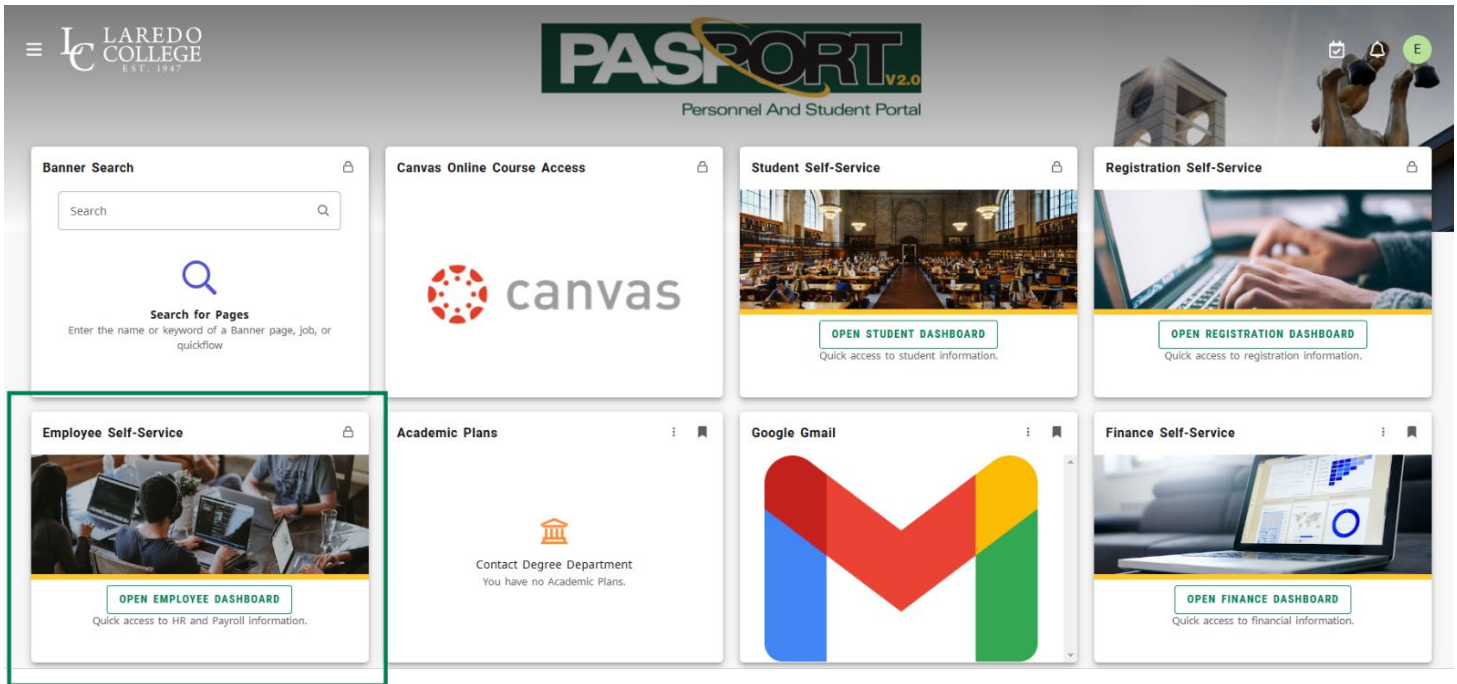 LC LAREDO
COLLEGE
EST. 1947
PASPORT V2.0
Personnel And Student Portal
E
Banner Search
Search
Search for Pages
Enter the name or keyword of a Banner page, job, or
quickflow
Canvas Online Course Access
canvas
Student Self-Service
OPEN STUDENT DASHBOARD
Quick access to student information.
Registration Self-Service
OPEN REGISTRATION DASHBOARD
Quick access to registration information.
Employee Self-Service
OPEN EMPLOYEE DASHBOARD
Quick access to HR and Payroll information.
Academic Plans
Contact Degree Department
You have no Academic Plans.
Google Gmail
Finance Self-Service
OPEN FINANCE DASHBOARD
Quick access to financial information.